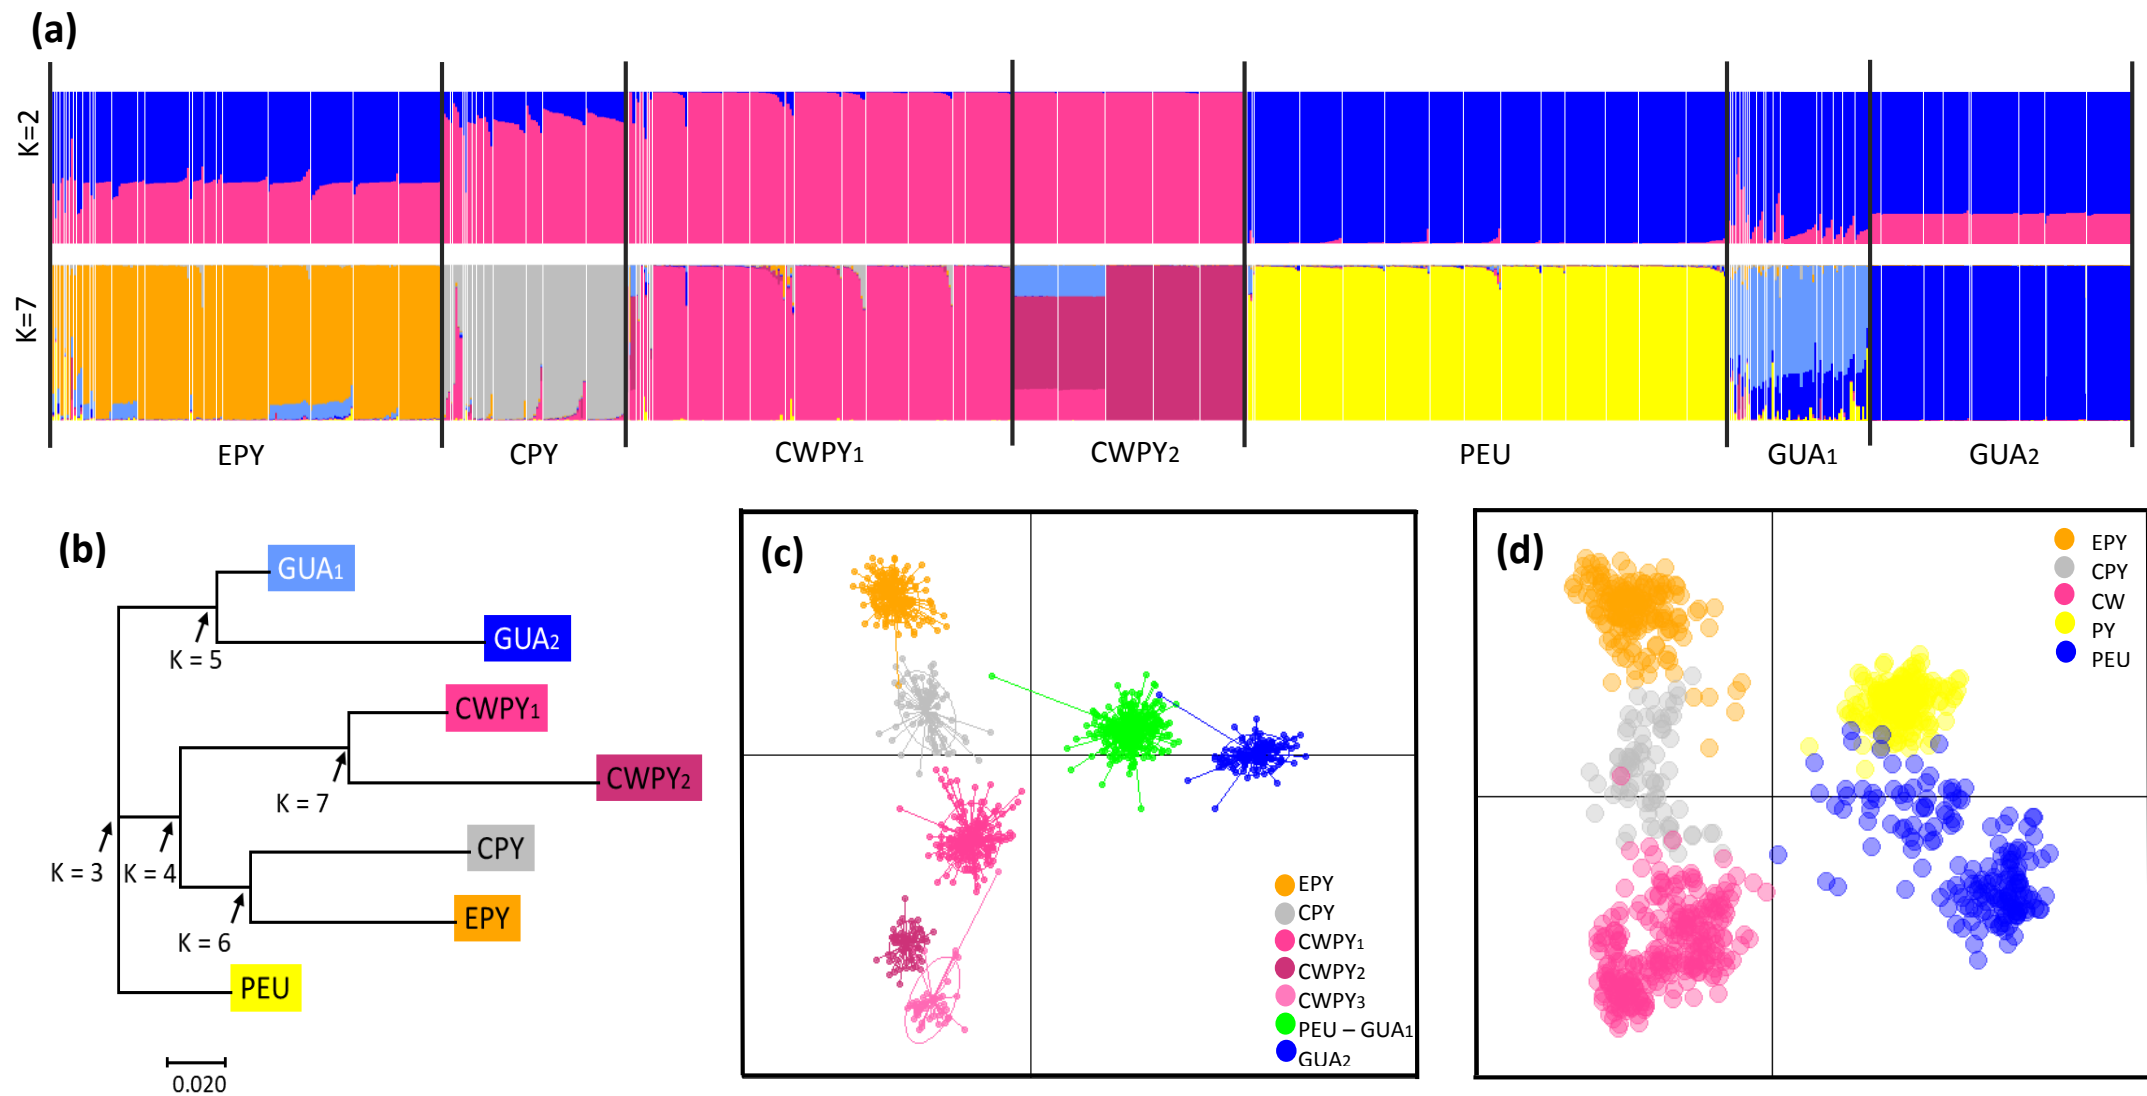 (a)
K=2
K=7
EPY
CPY
CWPY1
CWPY2
PEU
GUA1
GUA2
(b)
GUA1
GUA2
K = 5
CWPY1
CWPY2
K = 7
CPY
K = 3
K = 4
EPY
K = 6
PEU
0.020
(c)
EPY
CPY
CWPY1
CWPY2
CWPY3
PEU – GUA1
GUA2
(d)
EPY
CPY
CW
PY
PEU